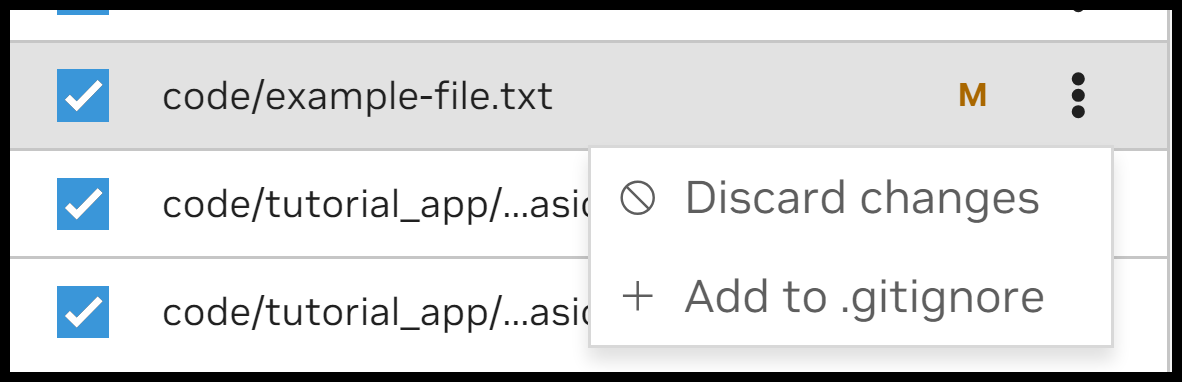 code/example-file.txt M
code/tutorial_app/...asic
Discard changes
code/tutorial_app/...asic
Add to .gitignore